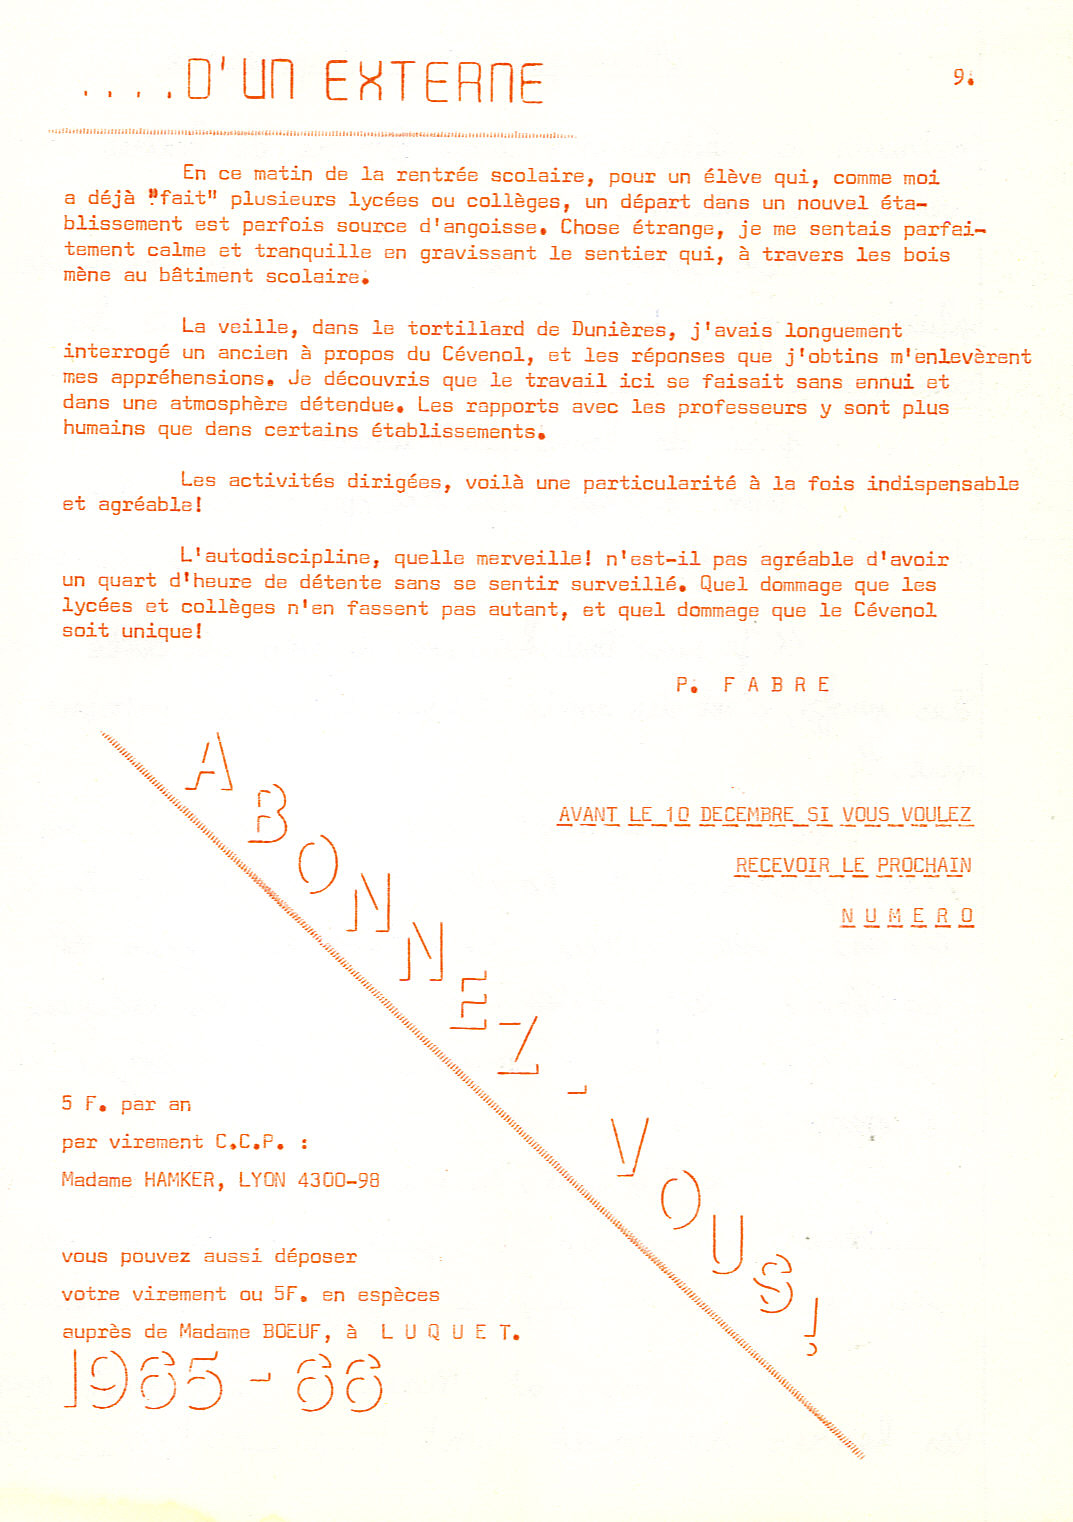 ....D'UN EXTERNE
9.
En ce matin de la rentrée scolaire, pour un élève qui, comme moi
a déjà "fait" plusieurs lycées ou collèges, un départ dans un nouvel éta-
blissement est parfois source d'angoisse. Chose étrange, je me sentais parfai-
tement calme et tranquille en gravissant le sentier qui, à travers les bois
mène au bâtiment scolaire.
La veille, dans le tortillard de Dunières, j'avais longuement
interrogé un ancien à propos du Cévenol, et les réponses que j'obtins m'enlevèrent
mes appréhensions. Je découvris que le travail ici se faisait sans ennui et
dans une atmosphère détendue. Les rapports avec les professeurs y sont plus
humains que dans certains établissements.
Les activités dirigées, voilà une particularité à la fois indispensable
et agréable!
L'autodiscipline, quelle merveille! n'est-il pas agréable d'avoir
un quart d'heure de détente sans se sentir surveillé. Quel dommage que les
lycées et collèges n'en fassent pas autant, et quel dommage que le Cévenol
soit unique!
P. F A B R E
ABONNEZ-VOUS!
AVANT LE 10 DECEMBRE SI VOUS VOULEZ
RECEVOIR LE PROCHAIN
N U M E R O
5 F. par an
par virement C.C.P. :
Madame HAMKER, LYON 4300-98
vous pouvez aussi déposer
votre virement ou 5F. en espèces
auprès de Madame BOEUF, à L U Q U E T.
1965-66